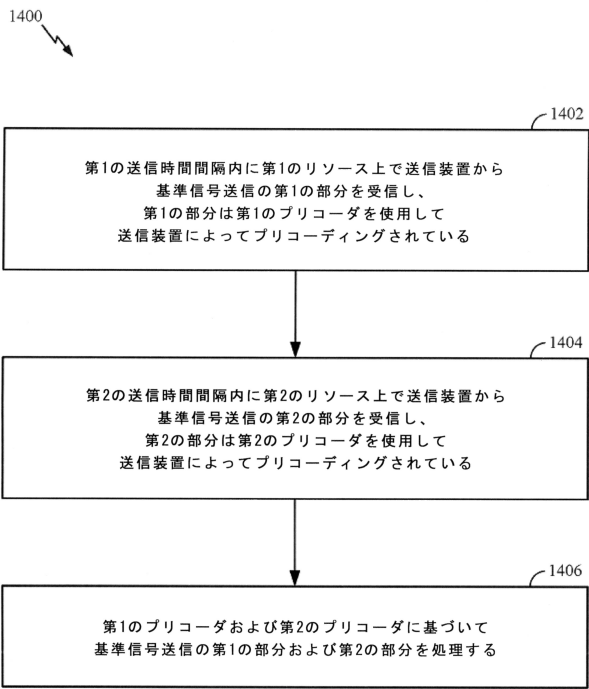 1400
1402
第1の送信時間間隔内に第1のリソース上で送信装置から
基準信号送信の第1の部分を受信し、
第1の部分は第1のプリコーダを使用して
送信装置によってプリコーディングされている
1404
第2の送信時間間隔内に第2のリソース上で送信装置から
基準信号送信の第2の部分を受信し、
第2の部分は第2のプリコーダを使用して
送信装置によってプリコーディングされている
1406
第1のプリコーダおよび第2のプリコーダに基づいて
基準信号送信の第1の部分および第2の部分を処理する